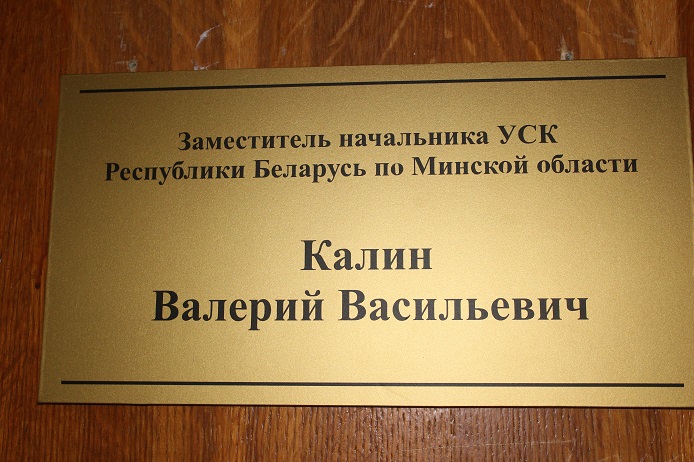 Заместитель начальника УСК
Республики Беларусь по Минской области
Калин
Валерий Васильевич